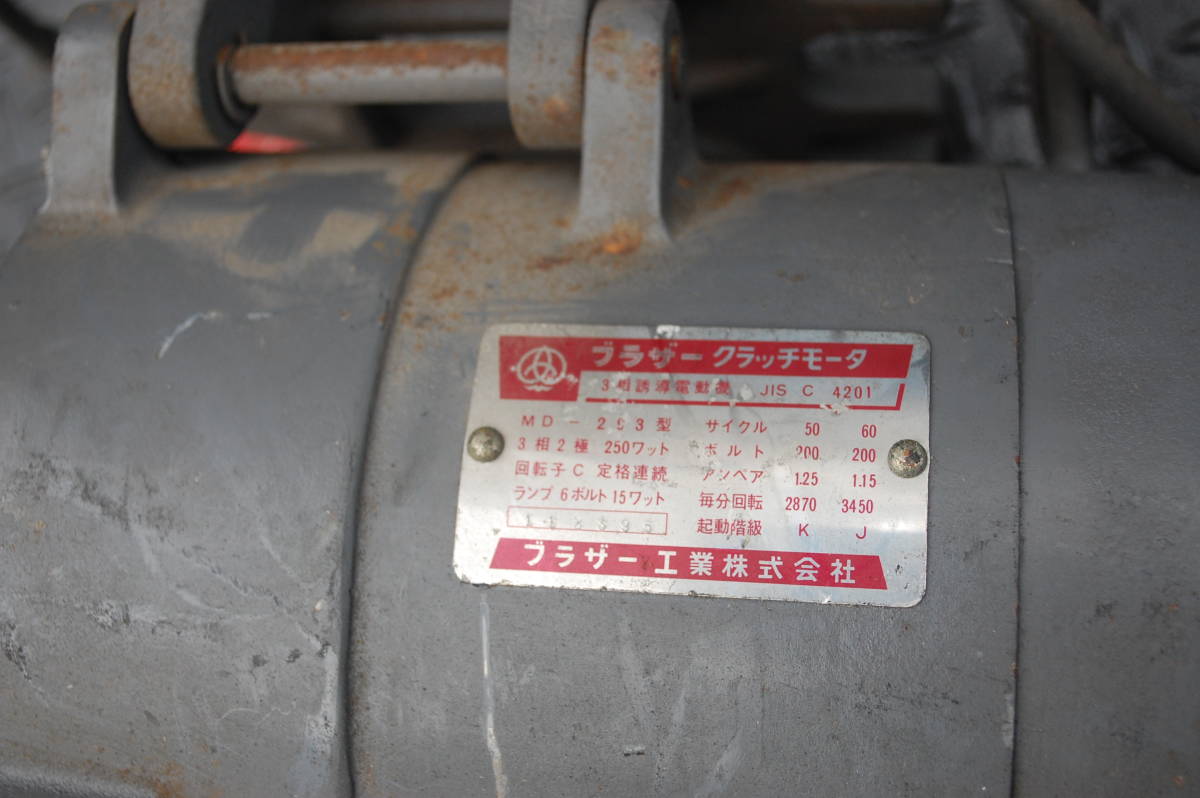 ブラザー クラッチモータ
3相誘導電動機 JIS C 4201
MD-293型
3相2極 250ワット
回転子C 定格連続
ランプ 6ボルト 15ワット
サイクル 50 60
ボルト 200 200
アンペア 1.25 1.15
毎分回転 2870 3450
起動階級 K J
ブラザー工業株式会社